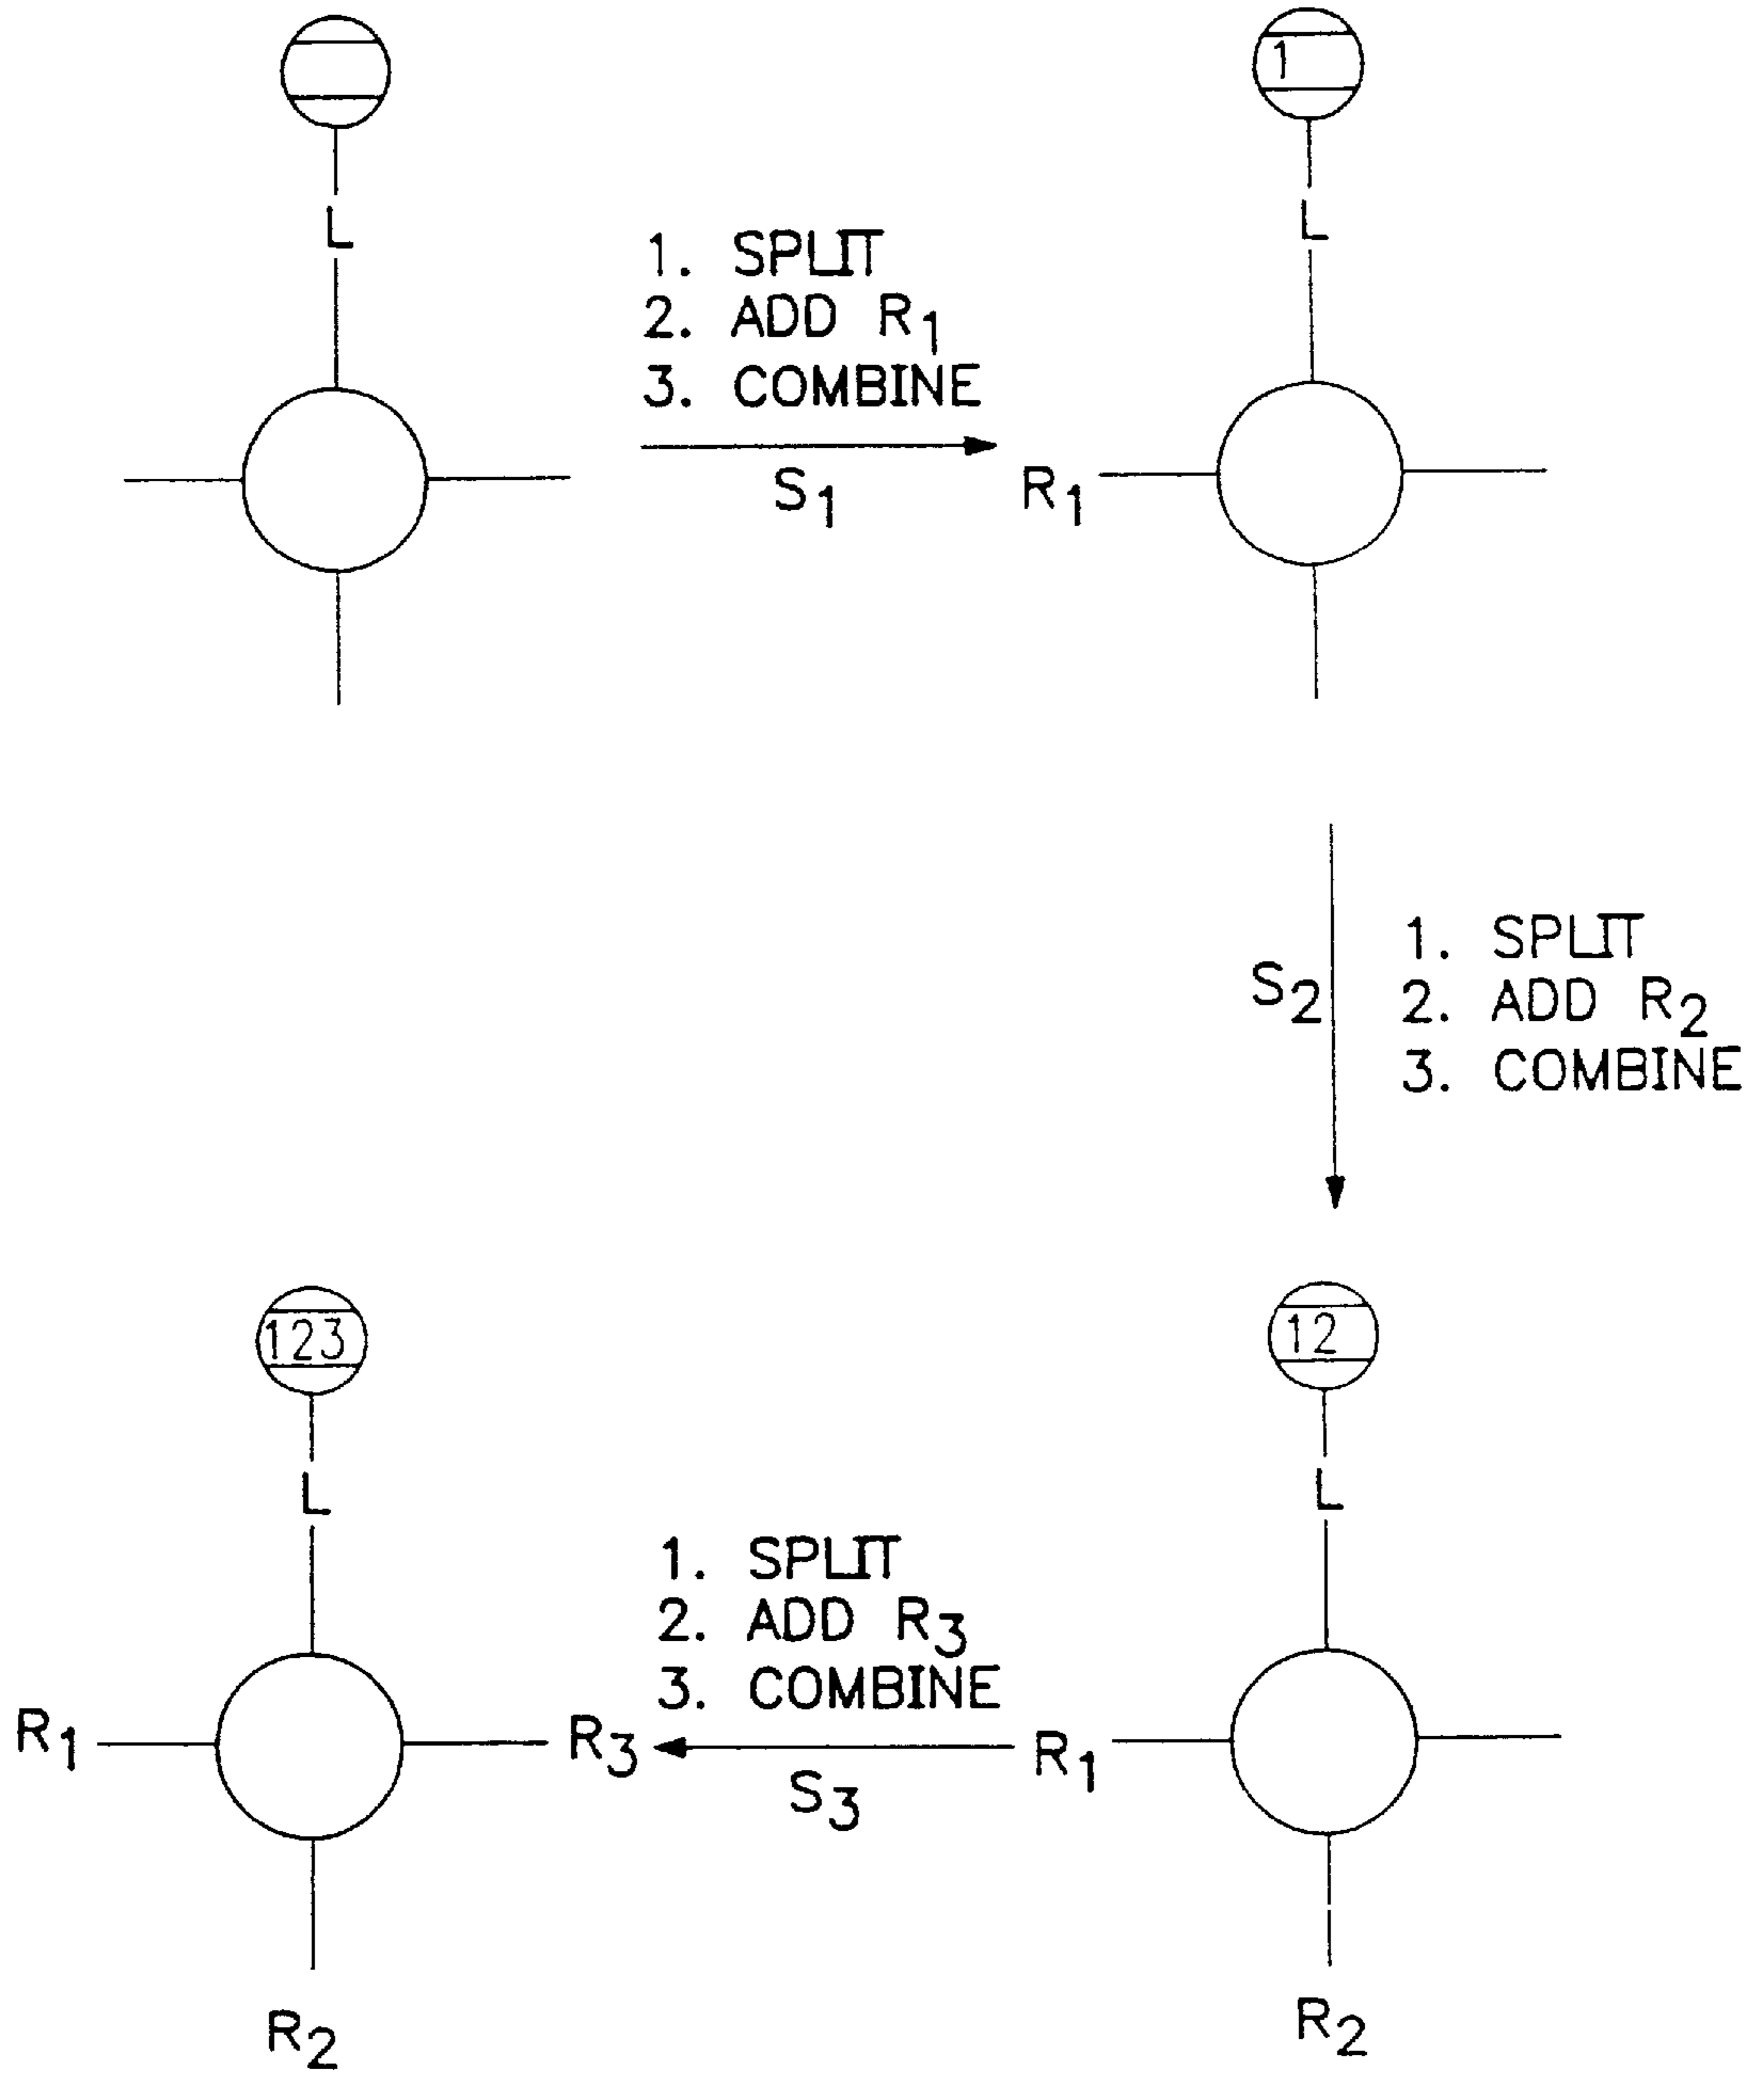 1
L
L
1. SPLIT
2. ADD R1
3. COMBINE
S1
R1
S2
1. SPLIT
2. ADD R2
3. COMBINE
123
12
L
L
1. SPLIT
2. ADD R3
3. COMBINE
R1
R3
S3
R1
R2
R2